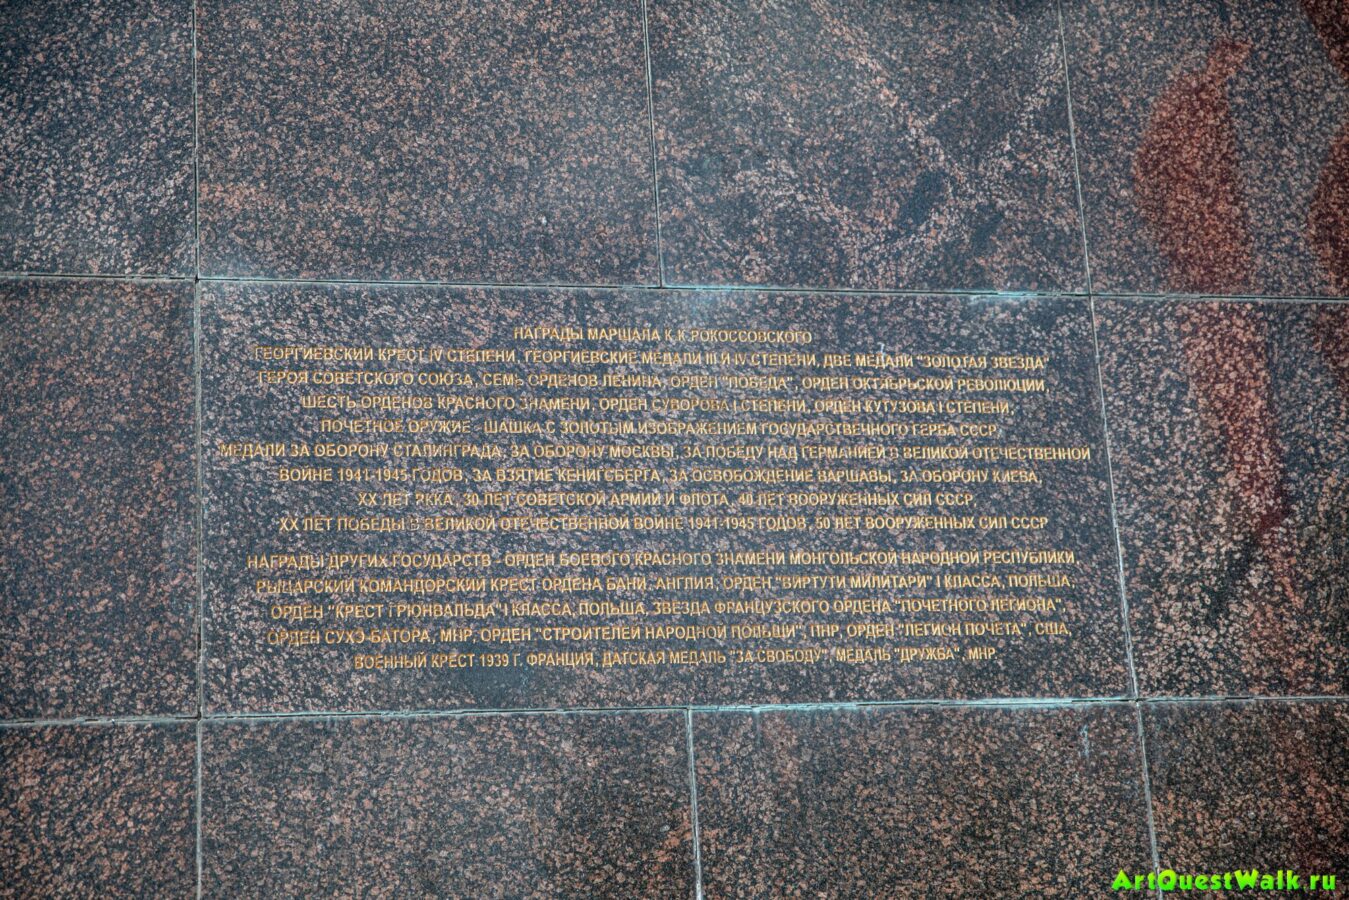 НАГРАДЫ МАРШАЛА К.К.РОКОССОВСКОГО
ГЕОРГИЕВСКИЙ КРЕСТ IV СТЕПЕНИ, ГЕОРГИЕВСКИЕ МЕДАЛИ III И IV СТЕПЕНИ, ДВЕ МЕДАЛИ "ЗОЛОТАЯ ЗВЕЗДА"
ГЕРОЯ СОВЕТСКОГО СОЮЗА, СЕМЬ ОРДЕНОВ ЛЕНИНА, ОРДЕН "ПОБЕДА", ОРДЕН ОКТЯБРЬСКОЙ РЕВОЛЮЦИИ,
ШЕСТЬ ОРДЕНОВ КРАСНОГО ЗНАМЕНИ, ОРДЕН СУВОРОВА I СТЕПЕНИ, ОРДЕН КУТУЗОВА I СТЕПЕНИ,
ПОЧЕТНОЕ ОРУЖИЕ - ШАШКА С ЗОЛОТЫМ ИЗОБРАЖЕНИЕМ ГОСУДАРСТВЕЧНОГО ГЕРБА СССР,
МЕДАЛИ ЗА ОБОРОНУ СТАЛИНГРАДА, ЗА ОБОРОНУ МОСКВЫ, ЗА ПОБЕДУ НАД ГЕРМАНИЕЙ В ВЕЛИКОЙ ОТЕЧЕСТВЕННОЙ
ВОЙНЕ 1941-1945 ГОДОВ, ЗА ВЗЯТИЕ КЕНИГСБЕРГА, ЗА ОСВОБОЖДЕНИЕ ВАРШАВЫ, ЗА ОБОРОНУ КИЕВА,
XX ЛЕТ РККА, 30 ЛЕТ СОВЕТСКОЙ АРМИИ И ФЛОТА, 40 ЛЕТ ВООРУЖЕННЫХ СИЛ СССР,
XX ЛЕТ ПОБЕДЫ В ВЕЛИКОЙ ОТЕЧЕСТВЕННОЙ ВОЙНЕ 1941-1945 ГОДОВ, 50 ЛЕТ ВООРУЖЕННЫХ СИЛ СССР
НАГРАДЫ ДРУГИХ ГОСУДАРСТВ - ОРДЕН БОЕВОГО КРАСНОГО ЗНАМЕНИ МОНГОЛЬСКОЙ НАРОДНОЙ РЕСПУБЛИКИ,
РЫЦАРСКИЙ КОМАНДОРСКИЙ КРЕСТ ОРДЕНА БАНИ, АНГЛИЯ, ОРДЕН "ВИРТУТИ МИЛИТАРИ" I КЛАССА, ПОЛЬША,
ОРДЕН "КРЕСТ ГРЮНВАЛЬДА" I КЛАССА, ПОЛЬША, ЗВЕЗДА ФРАНЦУЗСКОГО ОРДЕНА "ПОЧЕТНОГО ЛЕГИОНА",
ОРДЕН СУХЭ-БАТОРА, МНР, ОРДЕН "СТРОИТЕЛЕЙ НАРОДНОЙ ПОЛЬШИ", ПНР, ОРДЕН "ЛЕГИОН ПОЧЕТА", США,
ВОЕННЫЙ КРЕСТ 1939 Г. ФРАНЦИЯ, ДАТСКАЯ МЕДАЛЬ "ЗА СВОБОДУ", МЕДАЛЬ "ДРУЖБА", МНР
ArtQuestWalk.ru